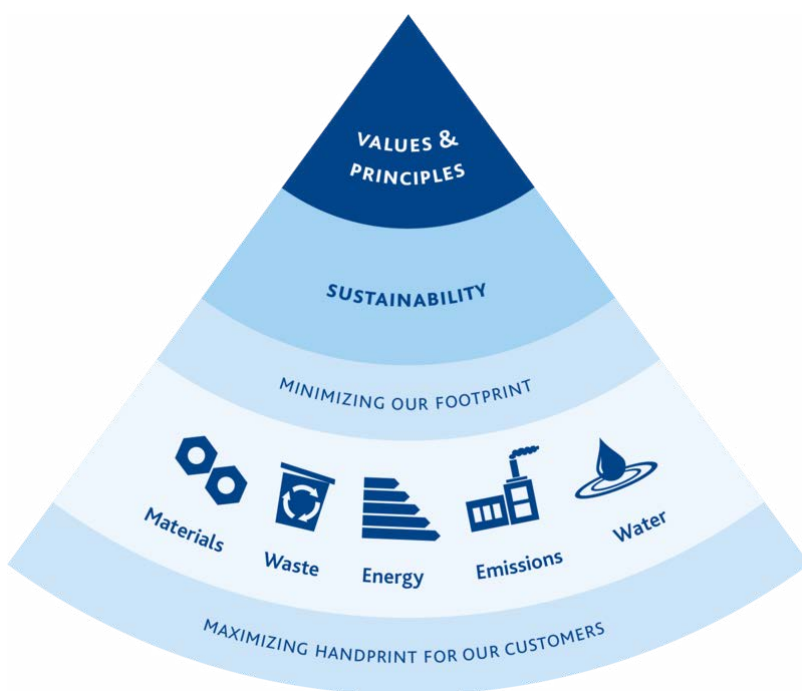 VALUES &
PRINCIPLES
SUSTAINABILITY
MINIMIZING OUR FOOTPRINT
Materials
Waste
Energy
Emissions
Water
MAXIMIZING HANDPRINT FOR OUR CUSTOMERS